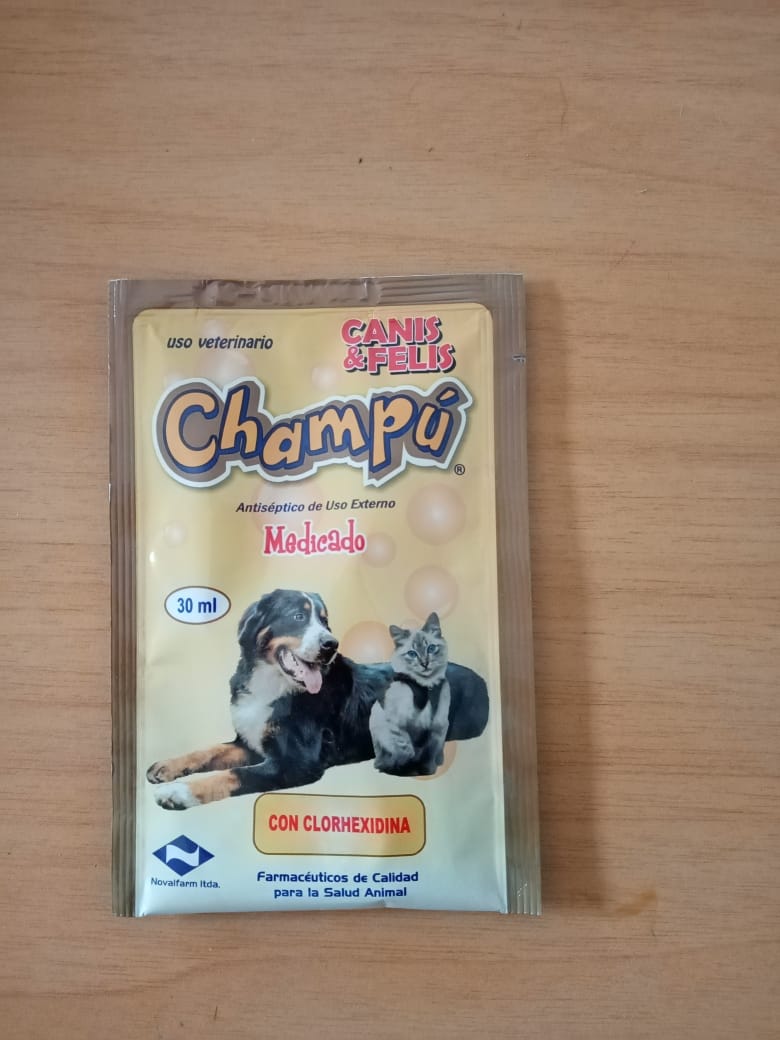 uso veterinario
CANIS
&FELIS
Champú
®
Antiséptico de Uso Externo
Medicado
30 ml
CON CLORHEXIDINA
Novalfarm ltda.
Farmacéuticos de Calidad
para la Salud Animal